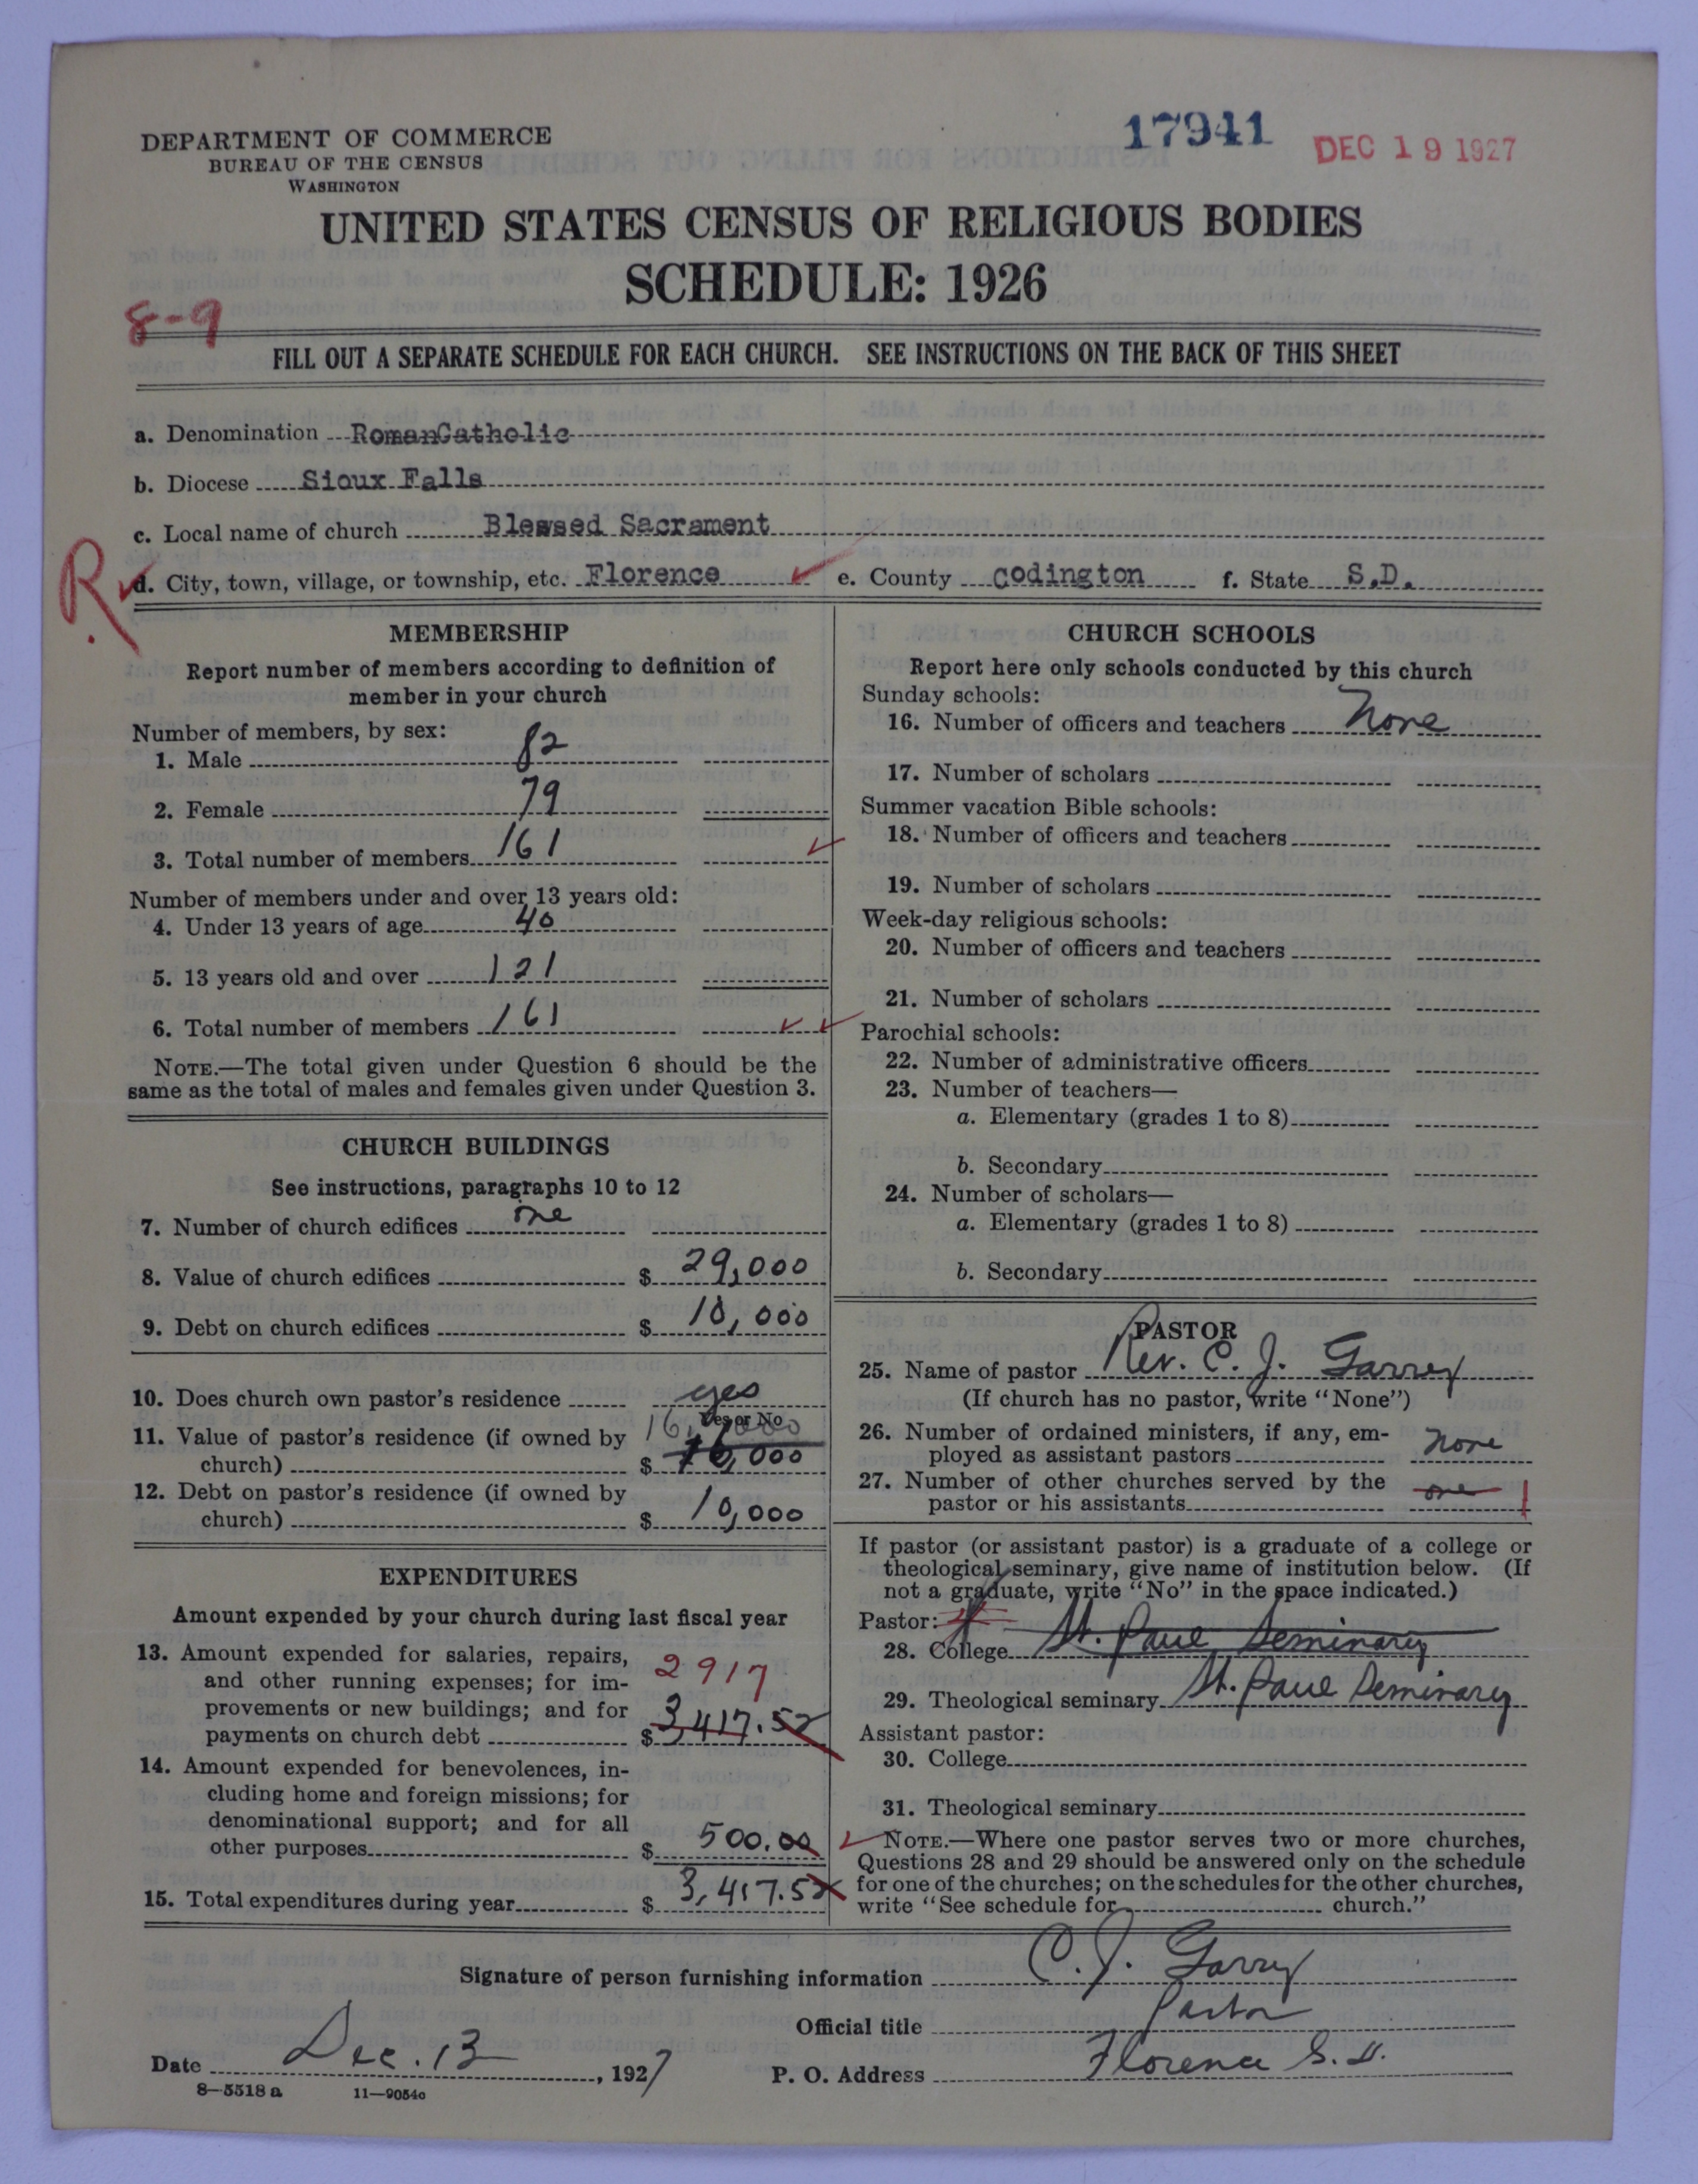 17941
DEC 19 1927
DEPARTMENT OF COMMERCE
BUREAU OF THE CENSUS
WASHINGTON
UNITED STATES CENSUS OF RELIGIOUS BODIES
SCHEDULE: 1926
8-9
FILL OUT A SEPARATE SCHEDULE FOR EACH CHURCH. SEE INSTRUCTIONS ON THE BACK OF THIS SHEET
a. Denomination RomanCatholic
b. Diocese Sioux Falls
c. Local name of church Blessed Sacrament
R
d. City, town, village, or township, etc. Florence e. County Codington f. State S.D.
MEMBERSHIP
Report number of members according to definition of
member in your church
Number of members, by sex:
1. Male 82
2. Female 79
3. Total number of members 161
Number of members under and over 13 years old:
4. Under 13 years of age 40
5. 13 years old and over 121
6. Total number of members 161
NOTE.—The total given under Question 6 should be the
same as the total of males and females given under Question 3.
CHURCH BUILDINGS
See instructions, paragraphs 10 to 12
7. Number of church edifices one
8. Value of church edifices $ 29,000
9. Debt on church edifices $ 10,000
10. Does church own pastor's residence yes
Yes or No
11. Value of pastor's residence (if owned by 16,000
church) $ 16,000
12. Debt on pastor's residence (if owned by
church) $ 10,000
EXPENDITURES
Amount expended by your church during last fiscal year
13. Amount expended for salaries, repairs,
and other running expenses; for im- 2917
provements or new buildings; and for
payments on church debt $ 3,417.52
14. Amount expended for benevolences, in-
cluding home and foreign missions; for
denominational support; and for all
other purposes $ 500.00
15. Total expenditures during year $ 3,417.52
CHURCH SCHOOLS
Report here only schools conducted by this church
Sunday schools:
16. Number of officers and teachers None
17. Number of scholars
Summer vacation Bible schools:
18. Number of officers and teachers
19. Number of scholars
Week-day religious schools:
20. Number of officers and teachers
21. Number of scholars
Parochial schools:
22. Number of administrative officers
23. Number of teachers—
a. Elementary (grades 1 to 8)
b. Secondary
24. Number of scholars—
a. Elementary (grades 1 to 8)
b. Secondary
PASTOR
25. Name of pastor Rev. C. J. Garrey
(If church has no pastor, write "None")
26. Number of ordained ministers, if any, em-
ployed as assistant pastors none
27. Number of other churches served by the
pastor or his assistants one 1
If pastor (or assistant pastor) is a graduate of a college or
theological seminary, give name of institution below. (If
not a graduate, write "No" in the space indicated.)
Pastor:
28. College St. Paul Seminary
29. Theological seminary St. Paul Seminary
Assistant pastor:
30. College
31. Theological seminary
NOTE.—Where one pastor serves two or more churches,
Questions 28 and 29 should be answered only on the schedule
for one of the churches; on the schedules for the other churches,
write "See schedule for church."
Signature of person furnishing information C. J. Garry
Official title Pastor
Date Dec. 13, 1927 P. O. Address Florence S.D.
8—5518 a 11—9054c